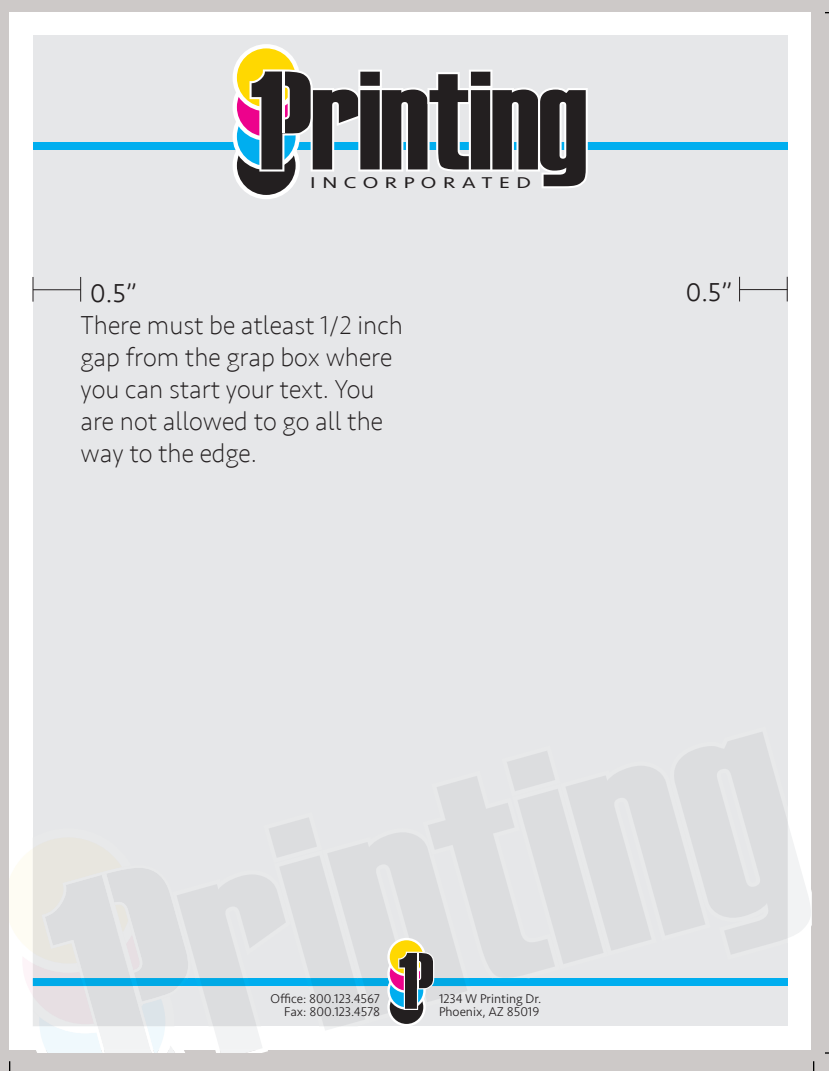 Printing
INCORPORATED
0.5” 0.5”
There must be atleast 1/2 inch
gap from the grap box where
you can start your text. You
are not allowed to go all the
way to the edge.
Printing
Office: 800.123.4567
Fax: 800.123.4578
1P
1234 W Printing Dr.
Phoenix, AZ 85019